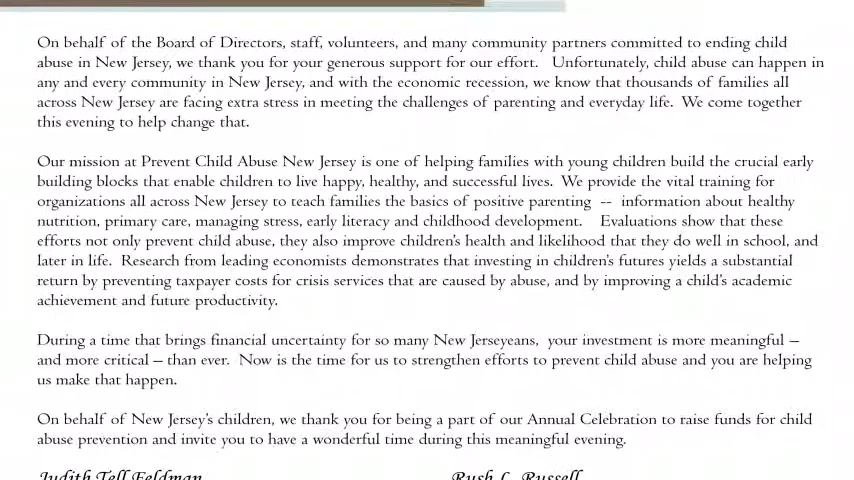 On behalf of the Board of Directors, staff, volunteers, and many community partners committed to ending child
abuse in New Jersey, we thank you for your generous support for our effort. Unfortunately, child abuse can happen in
any and every community in New Jersey, and with the economic recession, we know that thousands of families all
across New Jersey are facing extra stress in meeting the challenges of parenting and everyday life. We come together
this evening to help change that.
Our mission at Prevent Child Abuse New Jersey is one of helping families with young children build the crucial early
building blocks that enable children to live happy, healthy, and successful lives. We provide the vital training for
organizations all across New Jersey to teach families the basics of positive parenting -- information about healthy
nutrition, primary care, managing stress, early literacy and childhood development. Evaluations show that these
efforts not only prevent child abuse, they also improve children's health and likelihood that they do well in school, and
later in life. Research from leading economists demonstrates that investing in children's futures yields a substantial
return by preventing taxpayer costs for crisis services that are caused by abuse, and by improving a child's academic
achievement and future productivity.
During a time that brings financial uncertainty for so many New Jerseyeans, your investment is more meaningful –
and more critical – than ever. Now is the time for us to strengthen efforts to prevent child abuse and you are helping
us make that happen.
On behalf of New Jersey's children, we thank you for being a part of our Annual Celebration to raise funds for child
abuse prevention and invite you to have a wonderful time during this meaningful evening.
Judith Tell Feldman Rush L. Russell